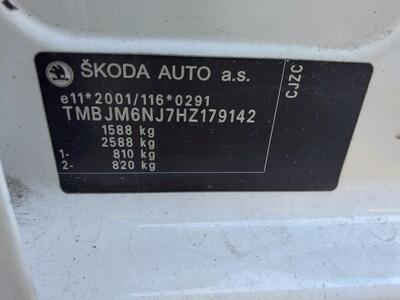 ŠKODA AUTO a.s.
e11*2001/116*0291
TMBJM6NJ7HZ179142
1588 kg
2588 kg
1- 810 kg
2- 820 kg
CJZC